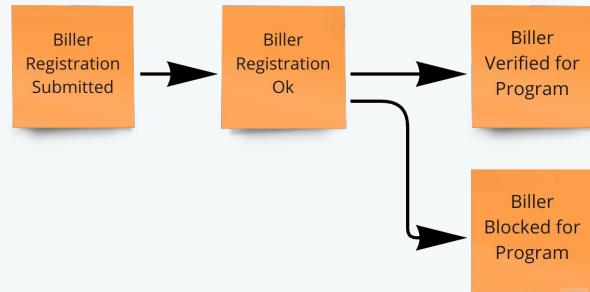 Biller
Registration
Submitted
Biller
Registration
Ok
Biller
Verified for
Program
Biller
Blocked for
Program